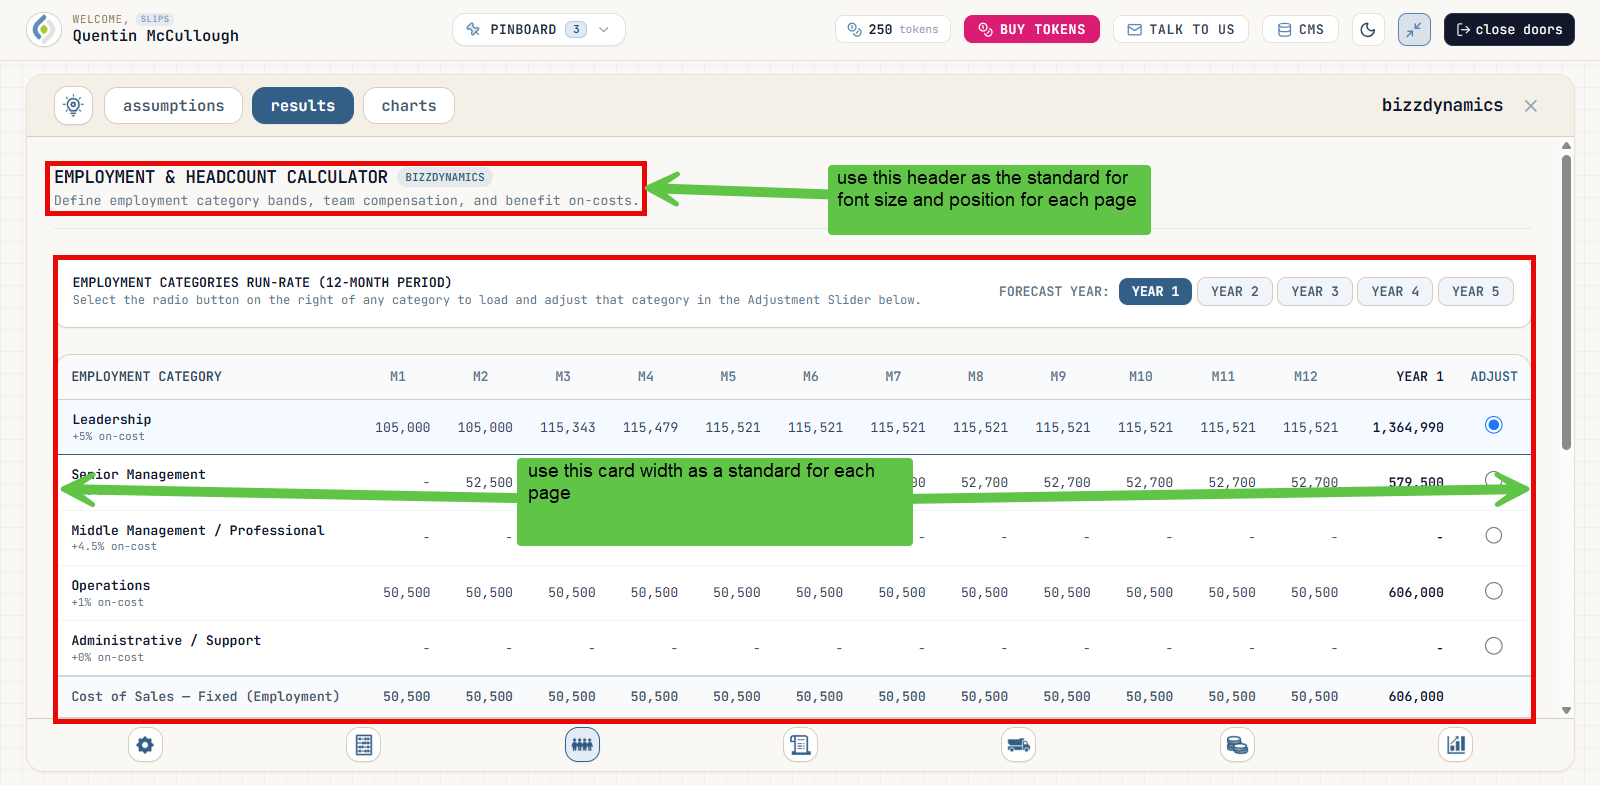 WELCOME, SLIPS
Quentin McCullough
PINBOARD 3
250 tokens
BUY TOKENS
TALK TO US
CMS
close doors
assumptions
results
charts
bizzdynamics
EMPLOYMENT & HEADCOUNT CALCULATOR BIZZDYNAMICS
Define employment category bands, team compensation, and benefit on-costs.
use this header as the standard for
font size and position for each page
EMPLOYMENT CATEGORIES RUN-RATE (12-MONTH PERIOD)
Select the radio button on the right of any category to load and adjust that category in the Adjustment Slider below.
FORECAST YEAR: YEAR 1 YEAR 2 YEAR 3 YEAR 4 YEAR 5
EMPLOYMENT CATEGORY M1 M2 M3 M4 M5 M6 M7 M8 M9 M10 M11 M12 YEAR 1 ADJUST
Leadership
+5% on-cost
105,000 105,000 115,343 115,479 115,521 115,521 115,521 115,521 115,521 115,521 115,521 115,521 1,364,990
Senior Management
- 52,500 52,700 52,700 52,700 52,700 52,700 579,500
use this card width as a standard for each
page
Middle Management / Professional
+4.5% on-cost
- - - - - - - - -
Operations
+1% on-cost
50,500 50,500 50,500 50,500 50,500 50,500 50,500 50,500 50,500 50,500 50,500 50,500 606,000
Administrative / Support
+0% on-cost
- - - - - - - - - - - - -
Cost of Sales — Fixed (Employment) 50,500 50,500 50,500 50,500 50,500 50,500 50,500 50,500 50,500 50,500 50,500 50,500 606,000